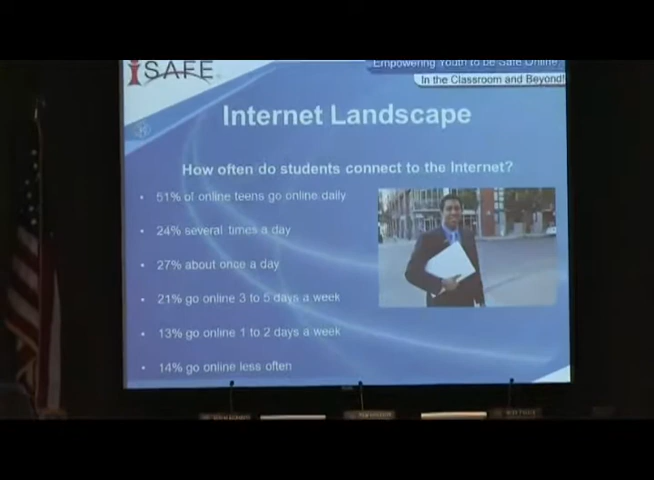 iSAFE
Empowering Youth to be Safe Online
In the Classroom and Beyond!
Internet Landscape
How often do students connect to the Internet?
• 51% of online teens go online daily
• 24% several times a day
• 27% about once a day
• 21% go online 3 to 5 days a week
• 13% go online 1 to 2 days a week
• 14% go online less often